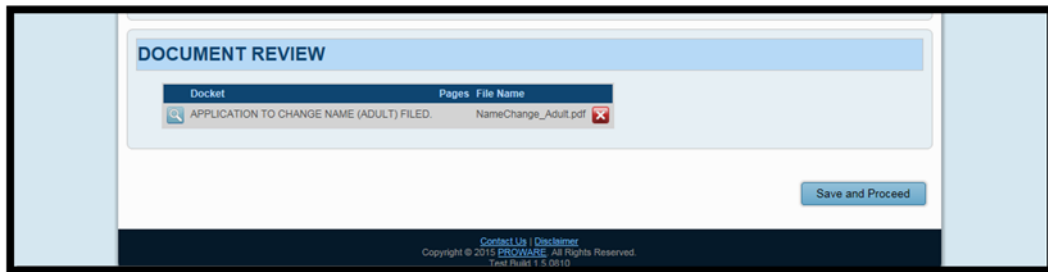 DOCUMENT REVIEW
Docket Pages File Name
APPLICATION TO CHANGE NAME (ADULT) FILED. NameChange_Adult.pdf
Save and Proceed
Contact Us | Disclaimer
Copyright © 2015 PROWARE. All Rights Reserved.
Test Build 1.5.0810